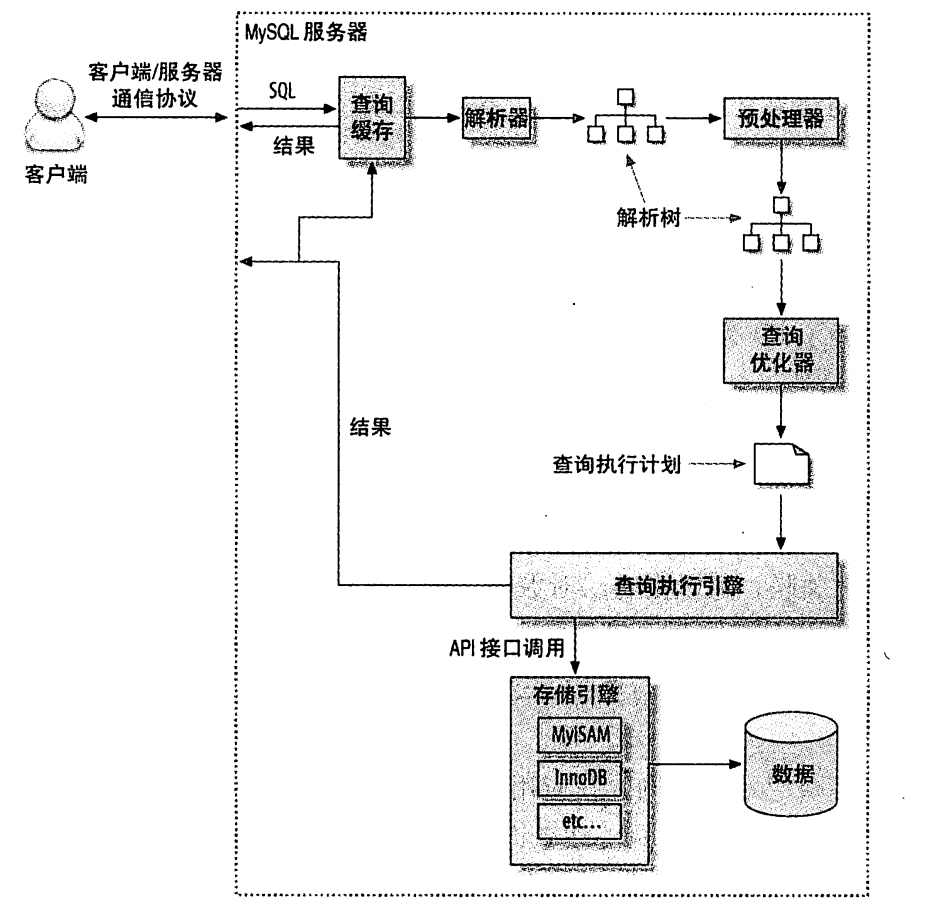 MySQL 服务器
客户端/服务器
通信协议
客户端
SQL
结果
查询
缓存
解析器
预处理器
解析树
查询
优化器
结果
查询执行计划
查询执行引擎
API 接口调用
存储引擎
MyISAM
InnoDB
etc...
数据